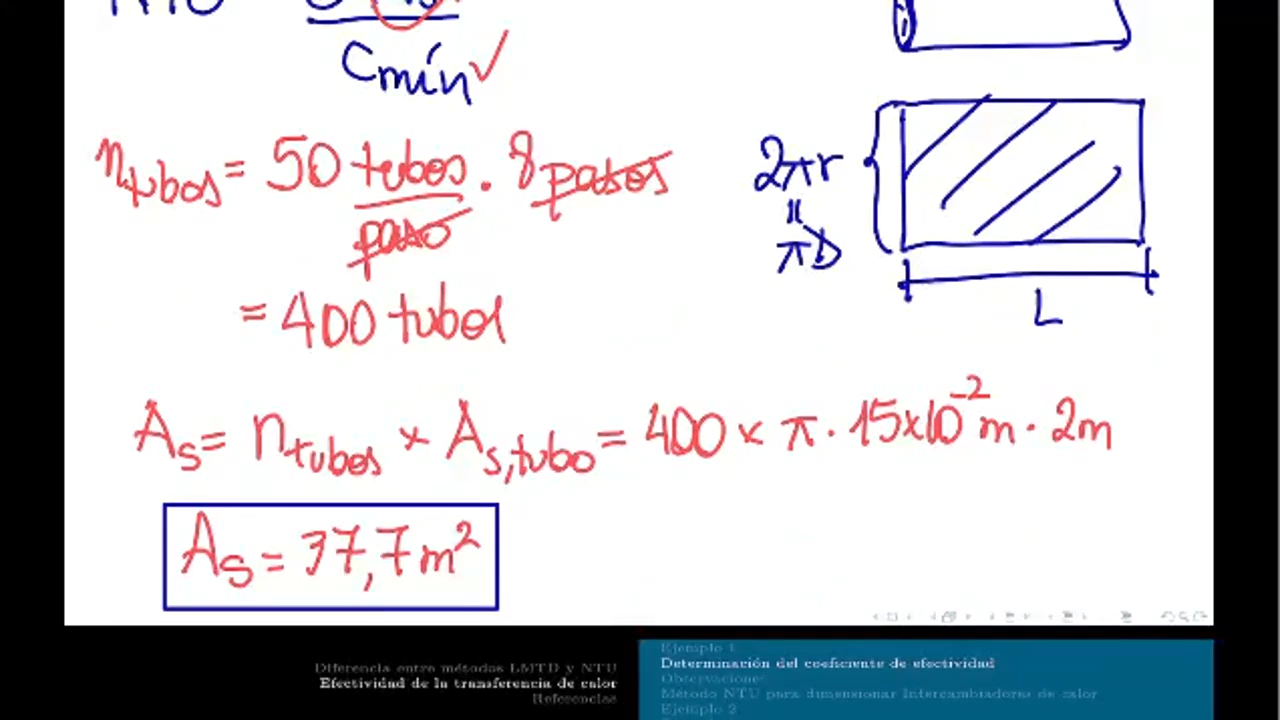 Cmín ✓
n_tubos = 50 tubos/paso · 8 pasos
= 400 tubos
2πr
=
πD
L
A_s = n_tubos × A_s,tubo = 400 × π · 15×10⁻² m · 2m
A_s = 37,7 m²
Diferencia entre métodos LMTD y NTU
Efectividad de la transferencia de calor
Referencias
Ejemplo 1
Determinación del coeficiente de efectividad
Observaciones
Método NTU para dimensionar Intercambiadores de calor
Ejemplo 2